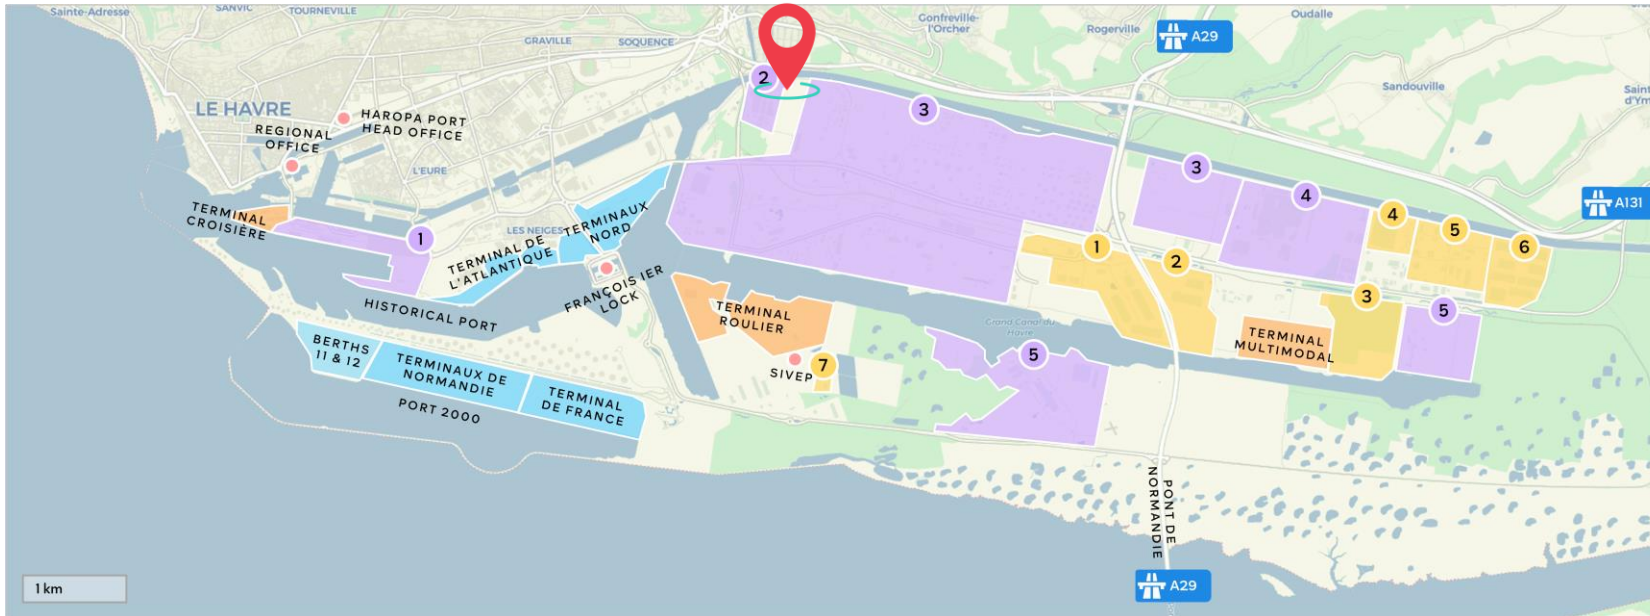 Sainte-Adresse
SANVIC
TOURNEVILLE
GRAVILLE
SOQUENCE
Gonfreville-
l'Orcher
Rogerville
A29
Oudalle
Sandouville
Saint
d'Ym
A131
LE HAVRE
HAROPA PORT
HEAD OFFICE
REGIONAL
OFFICE
L'EURE
2
3
3
4
4
5
6
TERMINAL
CROISIÈRE
1
LES NEIGES
TERMINAUX
NORD
TERMINAL DE
L'ATLANTIQUE
FRANÇOIS IER
LOCK
HISTORICAL PORT
1
2
3
5
TERMINAL
ROULIER
Grand Canal du
Havre
TERMINAL
MULTIMODAL
SIVEP
7
5
BERTHS
11 & 12
TERMINAUX DE
NORMANDIE
TERMINAL
DE FRANCE
PORT 2000
PONT DE
NORMANDIE
A29
1 km